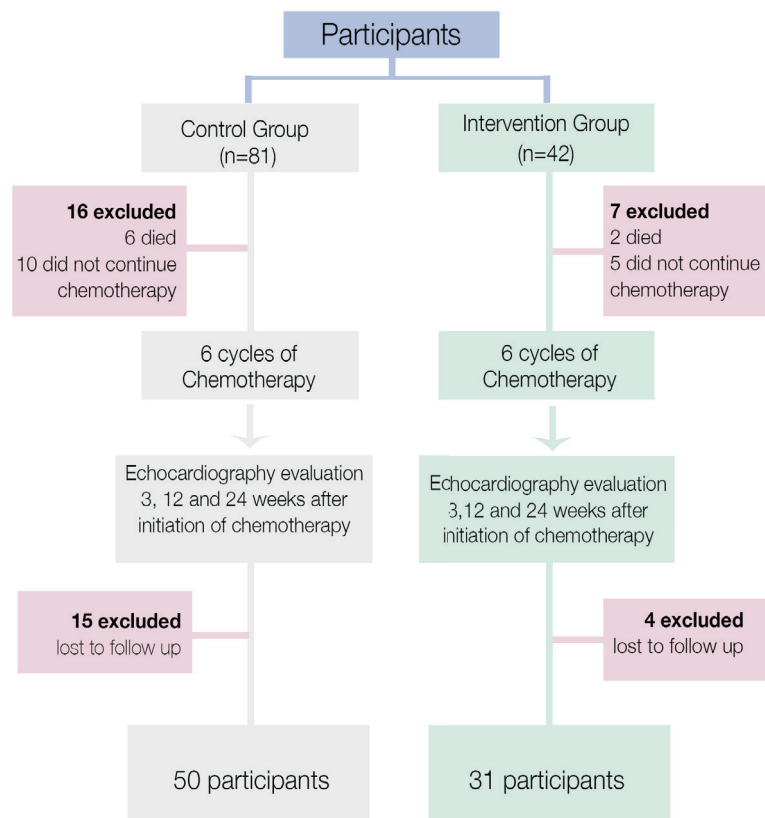 Participants
Control Group
(n=81)
Intervention Group
(n=42)
16 excluded
6 died
10 did not continue
chemotherapy
7 excluded
2 died
5 did not continue
chemotherapy
6 cycles of
Chemotherapy
6 cycles of
Chemotherapy
Echocardiography evaluation
3, 12 and 24 weeks after
initiation of chemotherapy
Echocardiography evaluation
3,12 and 24 weeks after
initiation of chemotherapy
15 excluded
lost to follow up
4 excluded
lost to follow up
50 participants
31 participants